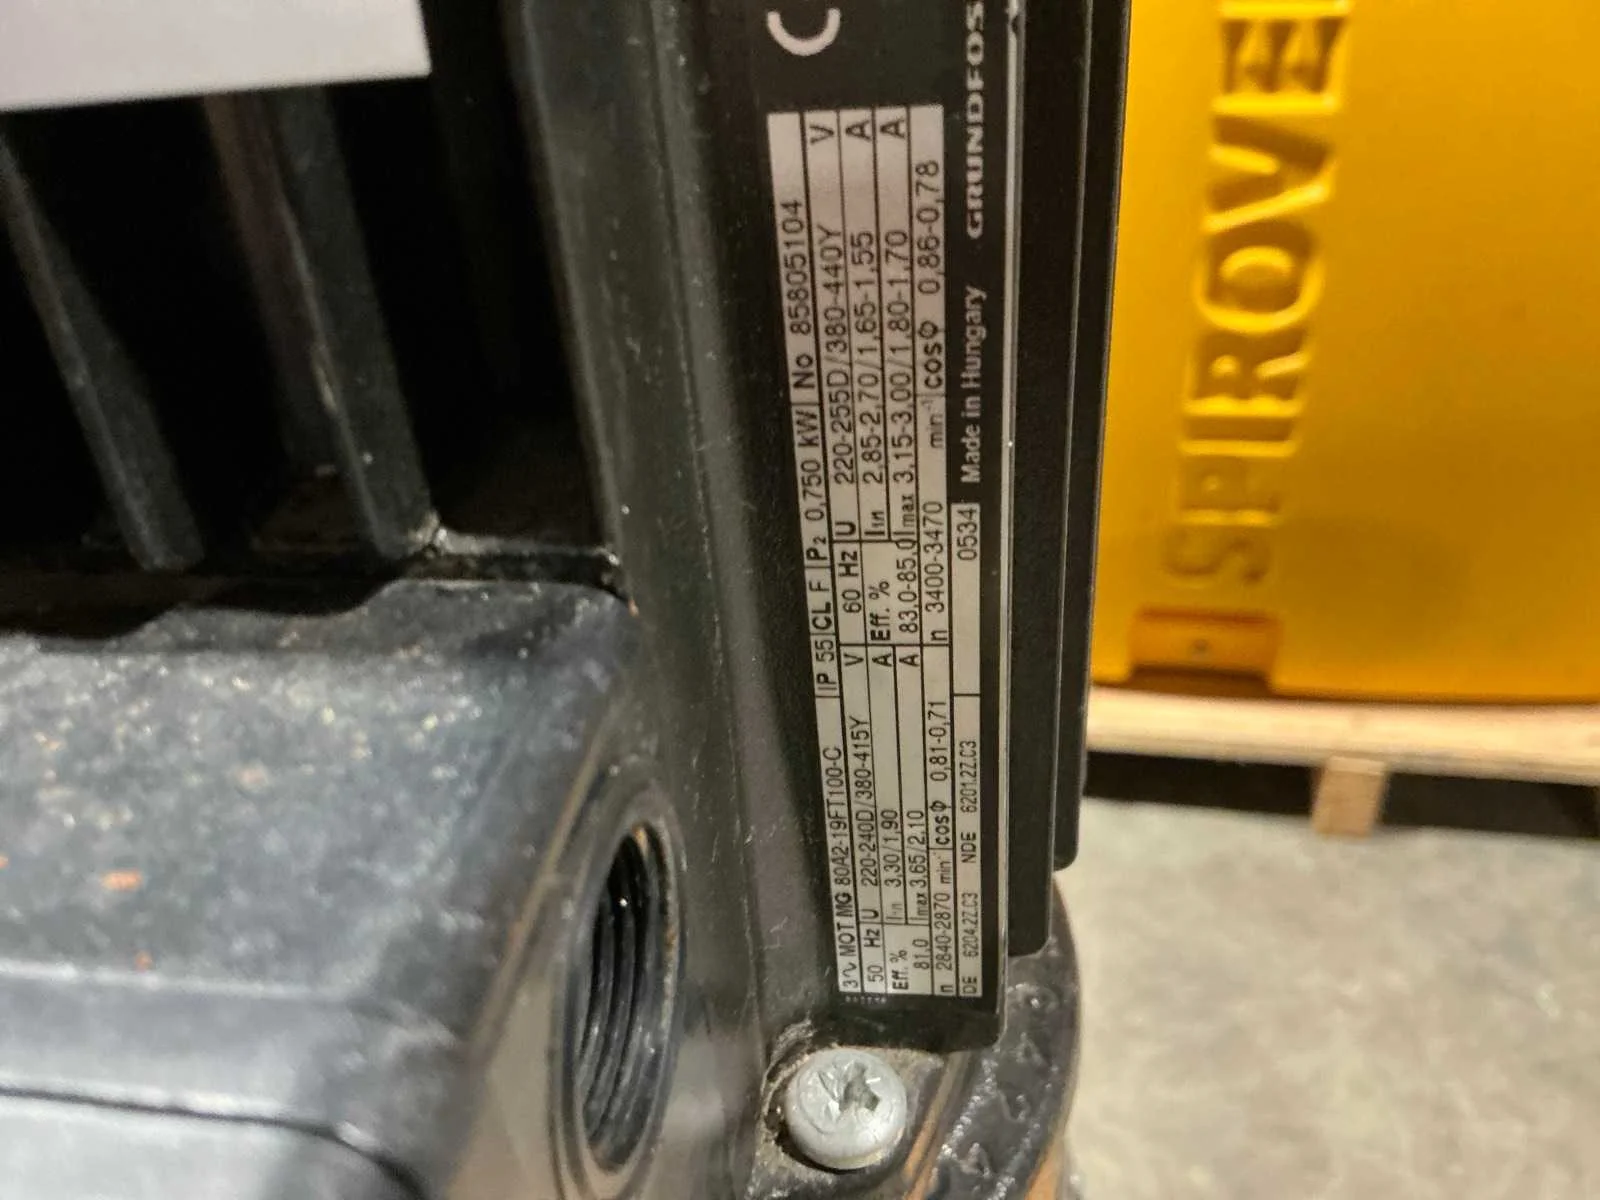 C
3∿ MOT MG 80A2-19FT100-C IP 55 CL F P2 0,750 kW No 85805104
50 Hz U 220-240D/380-415Y V 60 Hz U 220-255D/380-440Y V
Eff. % I1/1 3,30/1,90 A Eff. % I1/1 2,85-2,70/1,65-1,55 A
81,0 Imax 3,65/2,10 A 83,0-85,0 Imax 3,15-3,00/1,80-1,70 A
n 2840-2870 min-1 cosφ 0,81-0,71 n 3400-3470 min-1 cosφ 0,86-0,78
DE 6204.2Z.C3 NDE 6201.2Z.C3 0534 Made in Hungary GRUNDFOS
SPIROVE